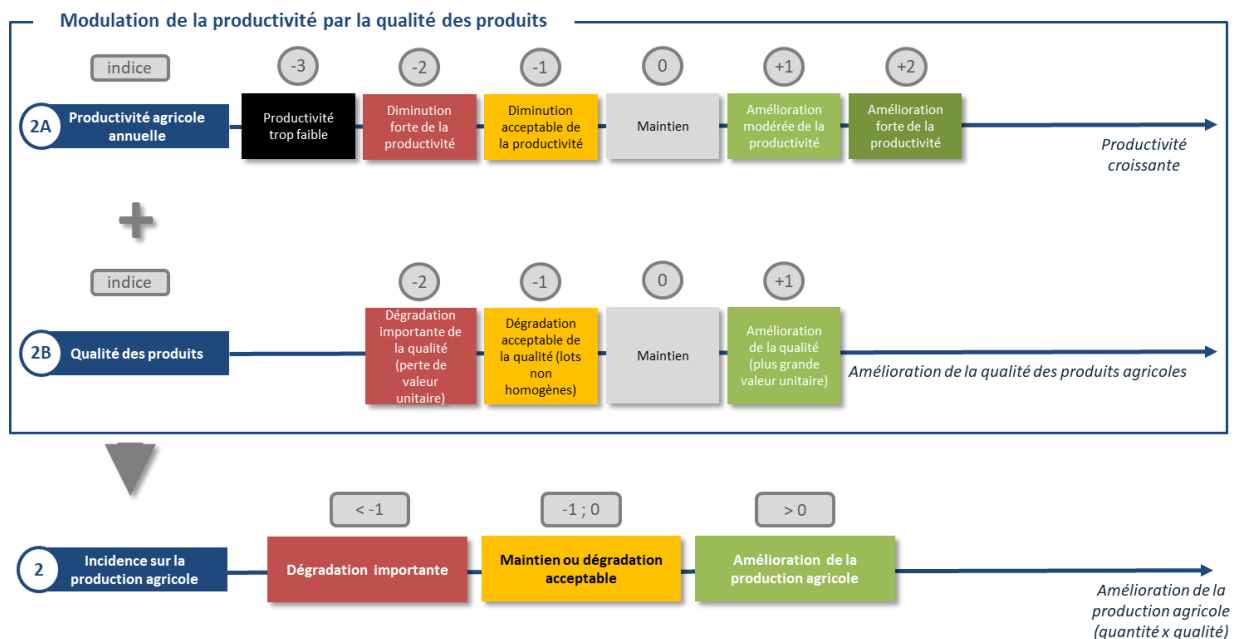 Modulation de la productivité par la qualité des produits
indice
-3
-2
-1
0
+1
+2
2A
Productivité agricole
annuelle
Productivité
trop faible
Diminution
forte de la
productivité
Diminution
acceptable de
la productivité
Maintien
Amélioration
modérée de la
productivité
Amélioration
forte de la
productivité
Productivité
croissante
+
indice
-2
-1
0
+1
2B
Qualité des produits
Dégradation
importante de
la qualité
(perte de
valeur
unitaire)
Dégradation
acceptable de
la qualité (lots
non
homogènes)
Maintien
Amélioration
de la qualité
(plus grande
valeur unitaire)
Amélioration de la qualité des produits agricoles
< -1
-1 ; 0
> 0
2
Incidence sur la
production agricole
Dégradation importante
Maintien ou dégradation
acceptable
Amélioration de la
production agricole
Amélioration de la
production agricole
(quantité x qualité)